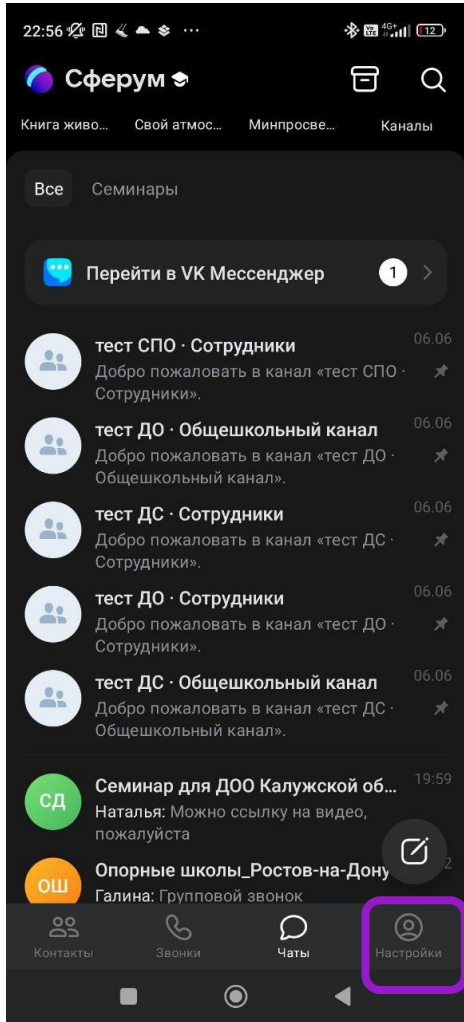 22:56
Vo LTE 4G+ 12
Сферум
Книга живо... Свой атмос... Минпросве... Каналы
Все Семинары
Перейти в VK Мессенджер 1
тест СПО · Сотрудники 06.06
Добро пожаловать в канал «тест СПО ·
Сотрудники».
тест ДО · Общешкольный канал 06.06
Добро пожаловать в канал «тест ДО ·
Общешкольный канал».
тест ДС · Сотрудники 06.06
Добро пожаловать в канал «тест ДС ·
Сотрудники».
тест ДО · Сотрудники 06.06
Добро пожаловать в канал «тест ДО ·
Сотрудники».
тест ДС · Общешкольный канал 06.06
Добро пожаловать в канал «тест ДС ·
Общешкольный канал».
СД
Семинар для ДОО Калужской об... 19:59
Наталья: Можно ссылку на видео,
пожалуйста
ОШ
Опорные школы_Ростов-на-Дону
Галина: Групповой звонок
Контакты Звонки Чаты Настройки